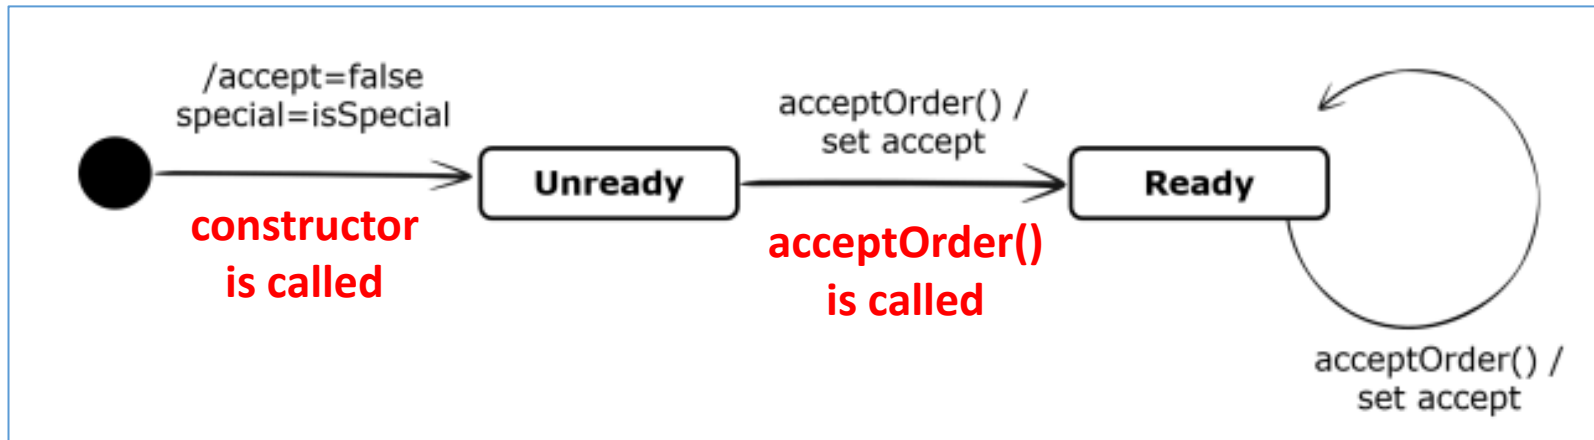 /accept=false
special=isSpecial
Unready
constructor
is called
acceptOrder() /
set accept
acceptOrder()
is called
Ready
acceptOrder() /
set accept